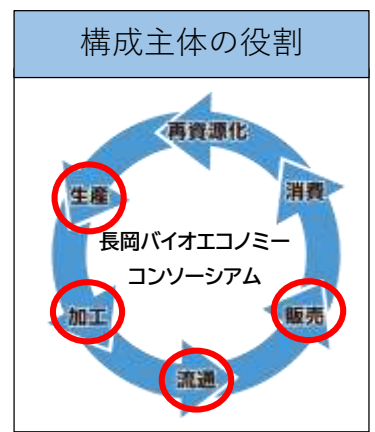 構成主体の役割
再資源化
生産
消費
長岡バイオエコノミー
コンソーシアム
加工
販売
流通